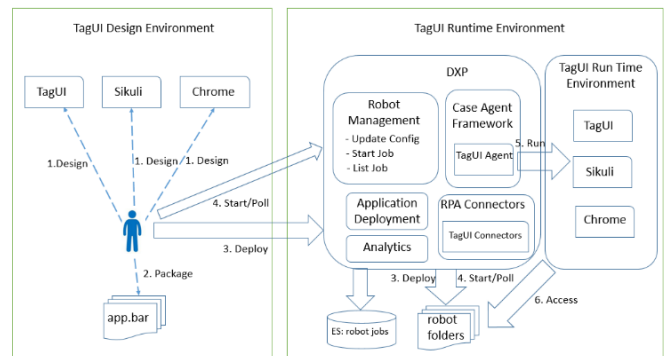 TagUI Design Environment
TagUI
Sikuli
Chrome
1.Design
1. Design
1. Design
2. Package
app.bar
4. Start/Poll
3. Deploy
TagUI Runtime Environment
DXP
Robot
Management
- Update Config
- Start Job
- List Job
Case Agent
Framework
TagUI Agent
Application
Deployment
Analytics
RPA Connectors
TagUI Connectors
5. Run
TagUI Run Time
Environment
TagUI
Sikuli
Chrome
3. Deploy
4. Start/Poll
6. Access
ES: robot jobs
robot
folders